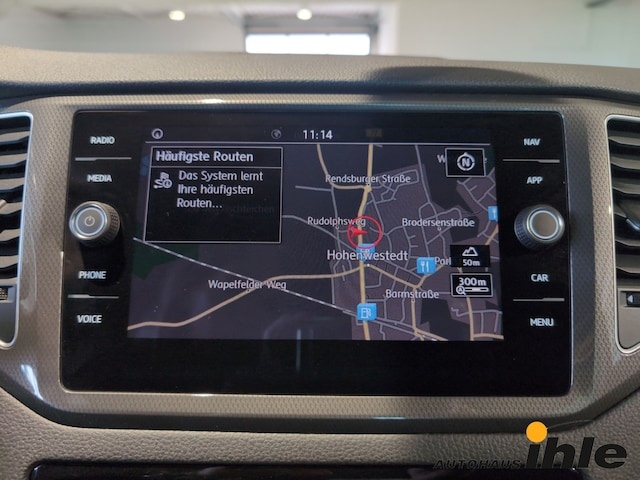 RADIO
MEDIA
PHONE
VOICE
NAV
APP
CAR
MENU
11:14
Häufigste Routen
Das System lernt
Ihre häufigsten
Routen...
N
Rendsburger Straße
Rudolphsweg
Brodersenstraße
Hohenwestedt
Park
50m
300m
Wapelfelder Weg
Barmstraße
AUTOHAUS ihle